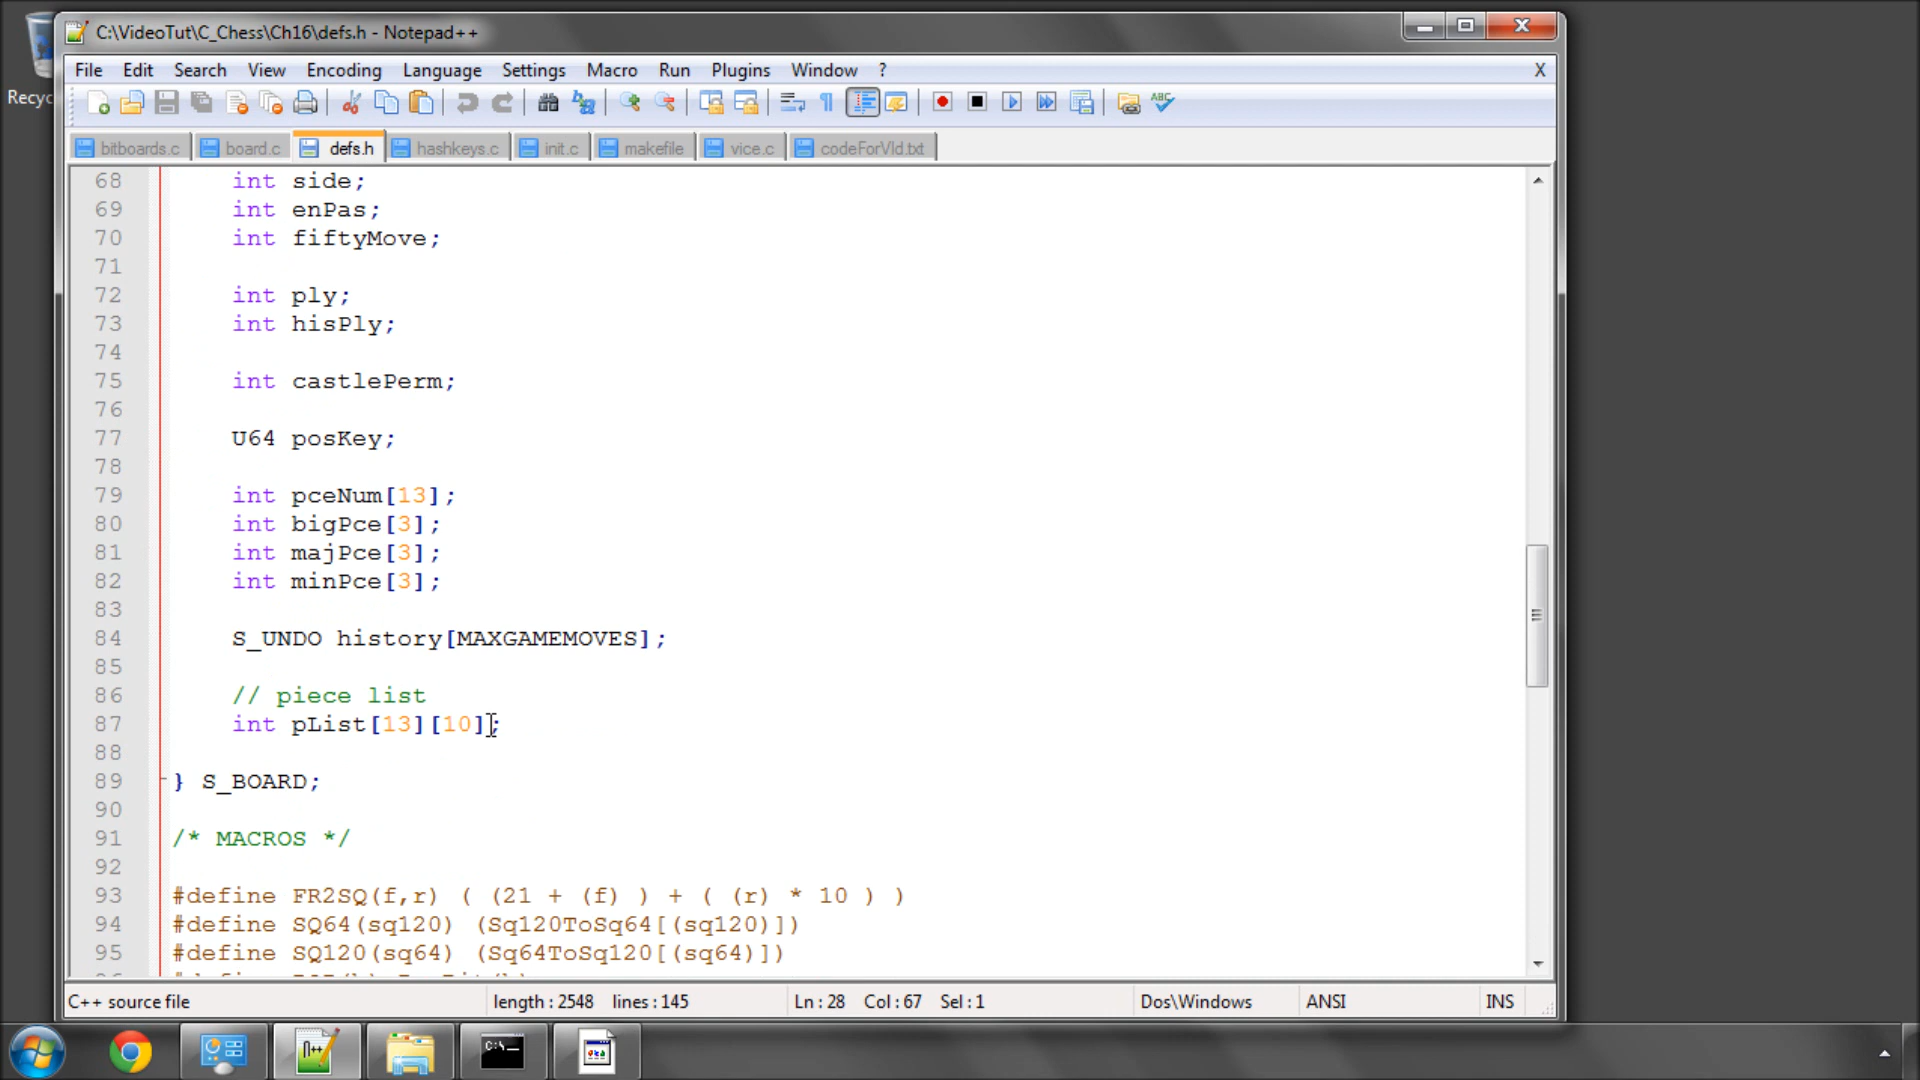 C:\VideoTut\C_Chess\Ch16\defs.h - Notepad++
Recyc
File Edit Search View Encoding Language Settings Macro Run Plugins Window ? X
bitboards.c board.c defs.h hashkeys.c init.c makefile vice.c codeForVid.txt
68 int side;
69 int enPas;
70 int fiftyMove;
71
72 int ply;
73 int hisPly;
74
75 int castlePerm;
76
77 U64 posKey;
78
79 int pceNum[13];
80 int bigPce[3];
81 int majPce[3];
82 int minPce[3];
83
84 S_UNDO history[MAXGAMEMOVES];
85
86 // piece list
87 int pList[13][10];
88
89 } S_BOARD;
90
91 /* MACROS */
92
93 #define FR2SQ(f,r) ( (21 + (f) ) + ( (r) * 10 ) )
94 #define SQ64(sq120) (Sq120ToSq64[(sq120)])
95 #define SQ120(sq64) (Sq64ToSq120[(sq64)])
C++ source file length : 2548 lines : 145 Ln : 28 Col : 67 Sel : 1 Dos\Windows ANSI INS